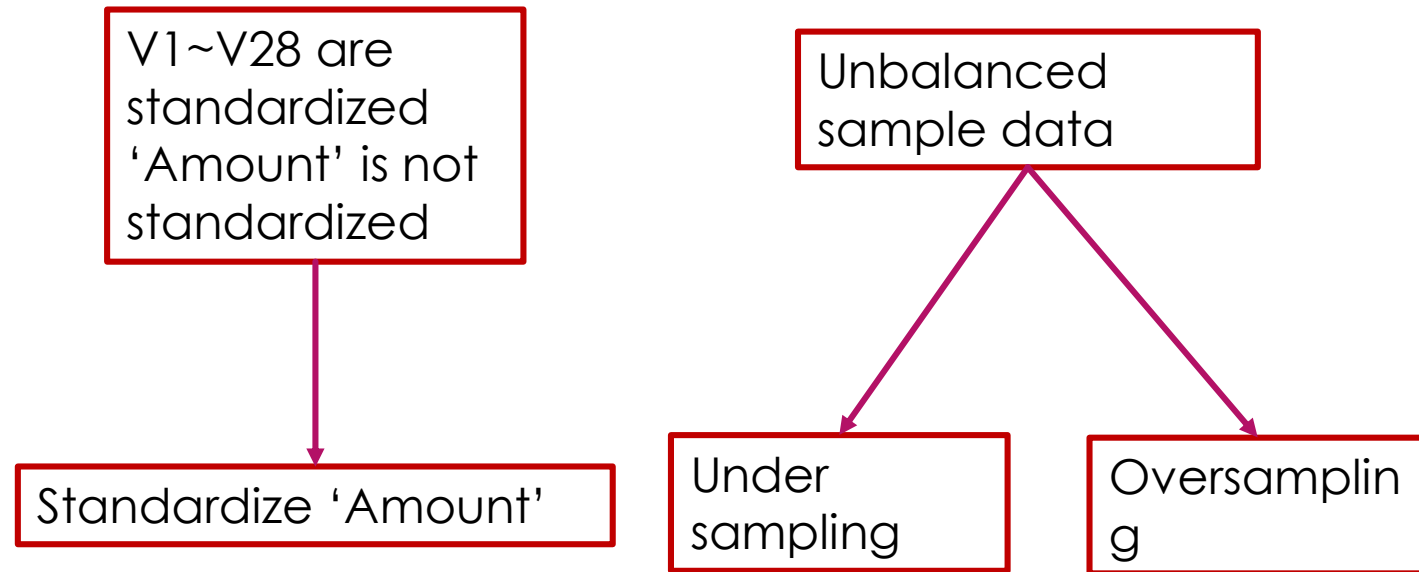 V1~V28 are
standardized
‘Amount’ is not
standardized
Standardize ‘Amount’
Unbalanced
sample data
Under
sampling
Oversamplin
g